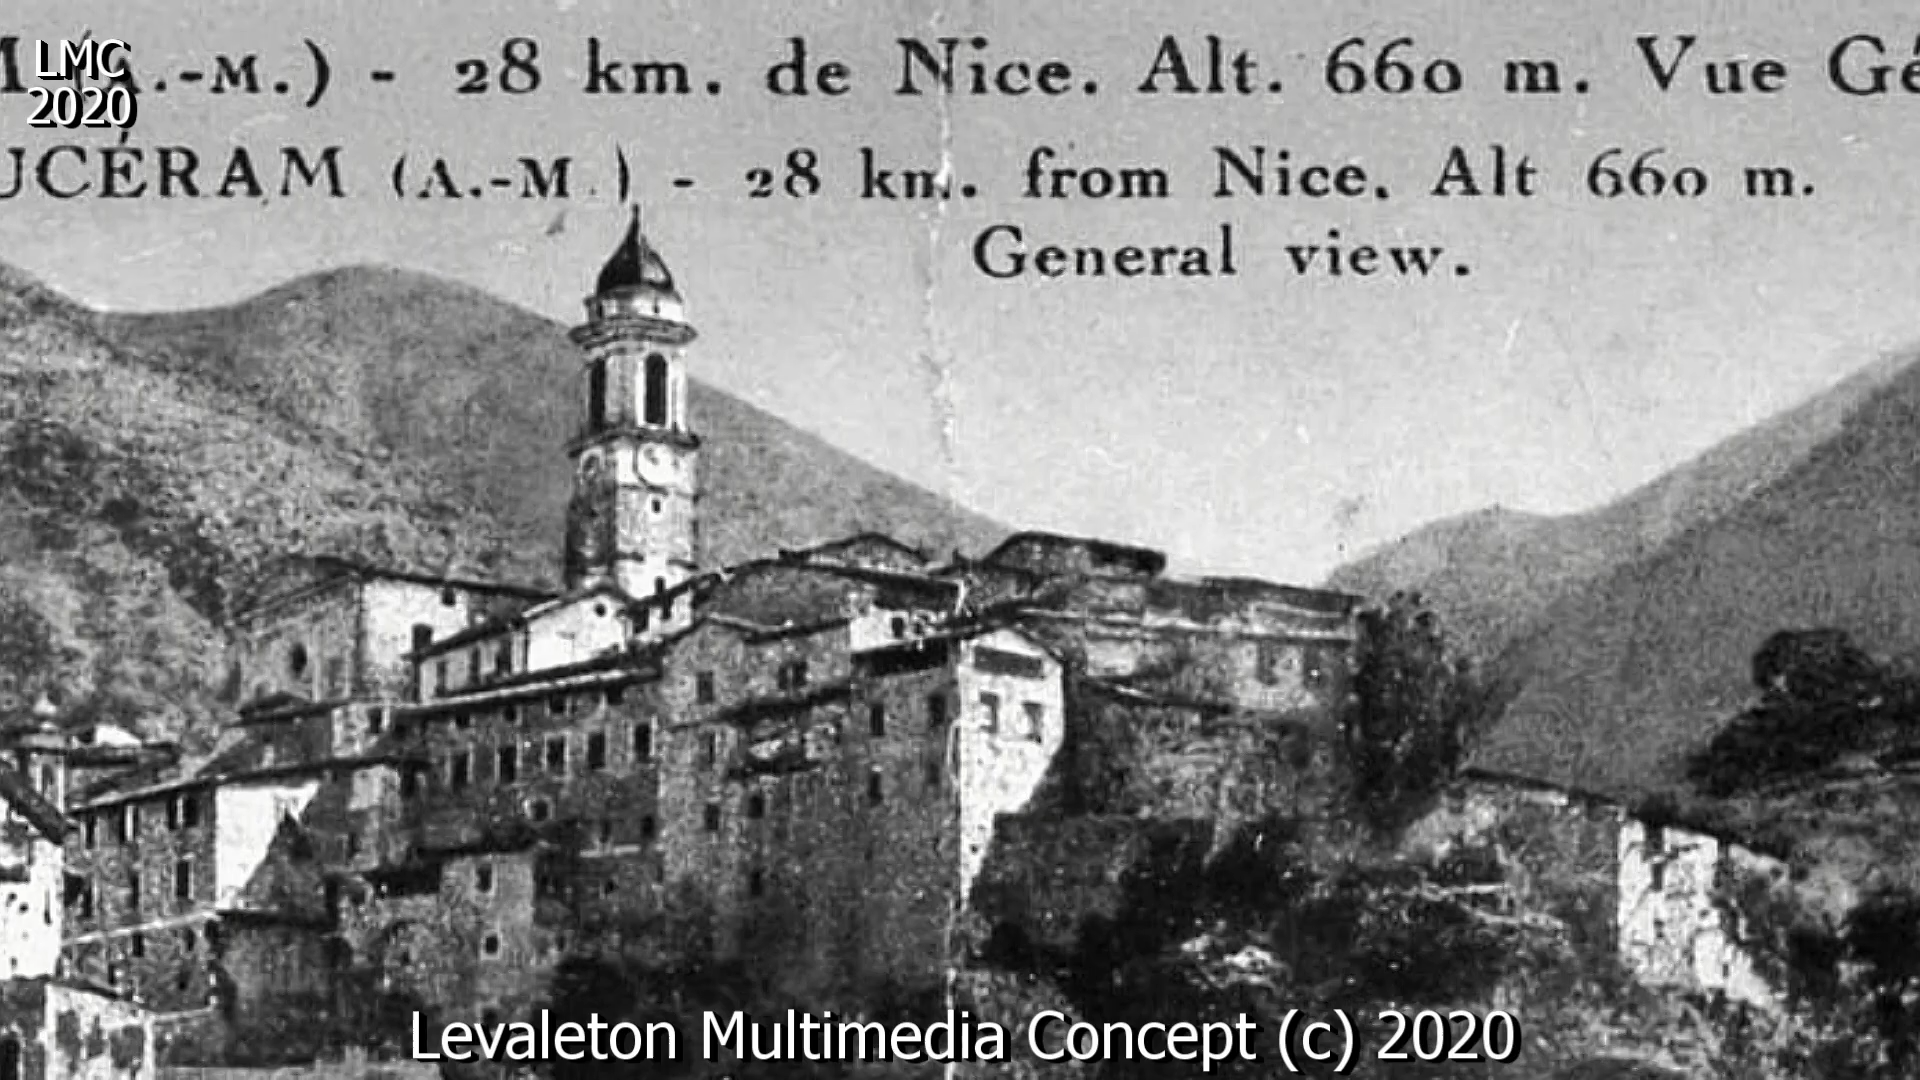 LMC
2020
(A.-M.) - 28 km. de Nice. Alt. 660 m. Vue Gé
UCÉRAM (A.-M.) - 28 km. from Nice. Alt 660 m.
General view.
Levaleton Multimedia Concept (c) 2020